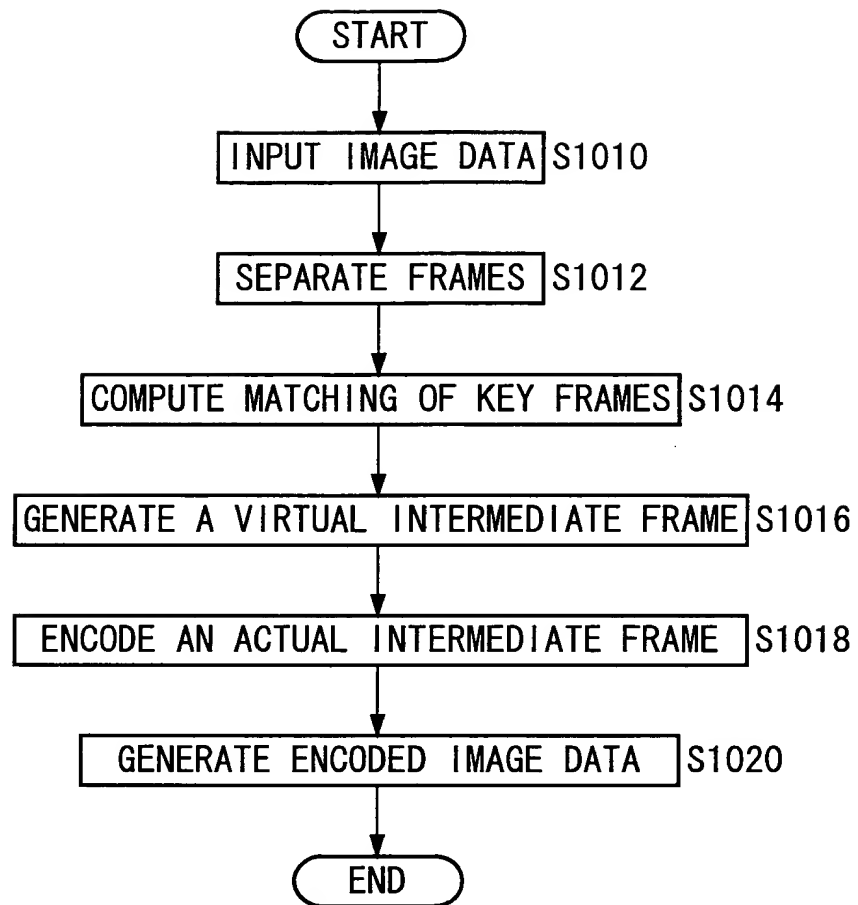 START
INPUT IMAGE DATA S1010
SEPARATE FRAMES S1012
COMPUTE MATCHING OF KEY FRAMES S1014
GENERATE A VIRTUAL INTERMEDIATE FRAME S1016
ENCODE AN ACTUAL INTERMEDIATE FRAME S1018
GENERATE ENCODED IMAGE DATA S1020
END